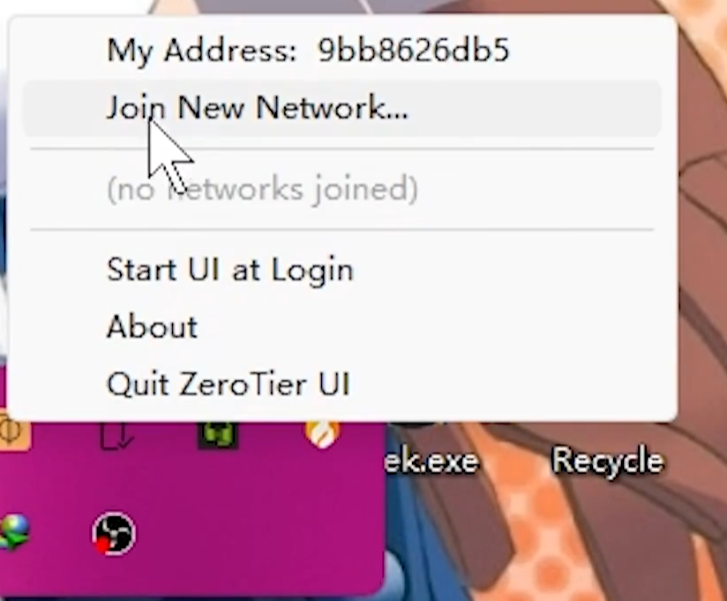 My Address: 9bb8626db5
Join New Network...
(no networks joined)
Start UI at Login
About
Quit ZeroTier UI
ek.exe
Recycle